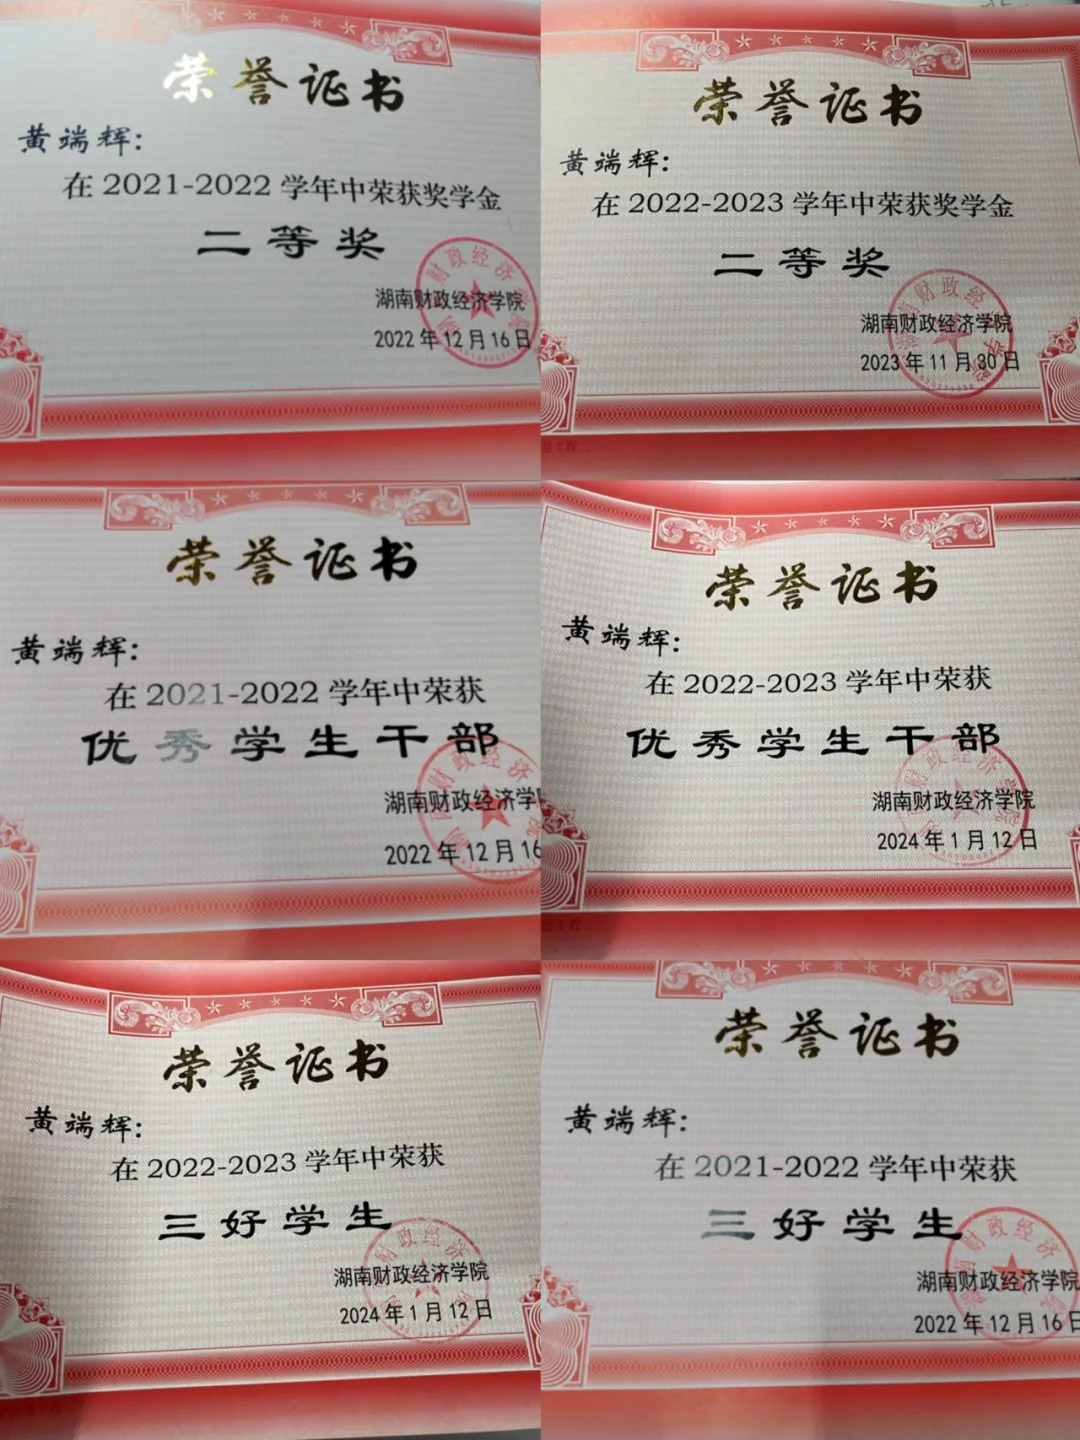 荣誉证书
黄端辉:
在2021-2022学年中荣获奖学金
二等奖
湖南财政经济学院
2022年12月16日
荣誉证书
黄端辉:
在2022-2023学年中荣获奖学金
二等奖
湖南财政经济学院
2023年11月30日
荣誉证书
黄端辉:
在2021-2022学年中荣获
优秀学生干部
湖南财政经济学
2022年12月16
荣誉证书
黄端辉:
在2022-2023学年中荣获
优秀学生干部
湖南财政经济学院
2024年1月12日
荣誉证书
黄端辉:
在2022-2023学年中荣获
三好学生
湖南财政经济学院
2024年1月12日
荣誉证书
黄端辉:
在2021-2022学年中荣获
三好学生
湖南财政经济学院
2022年12月16日